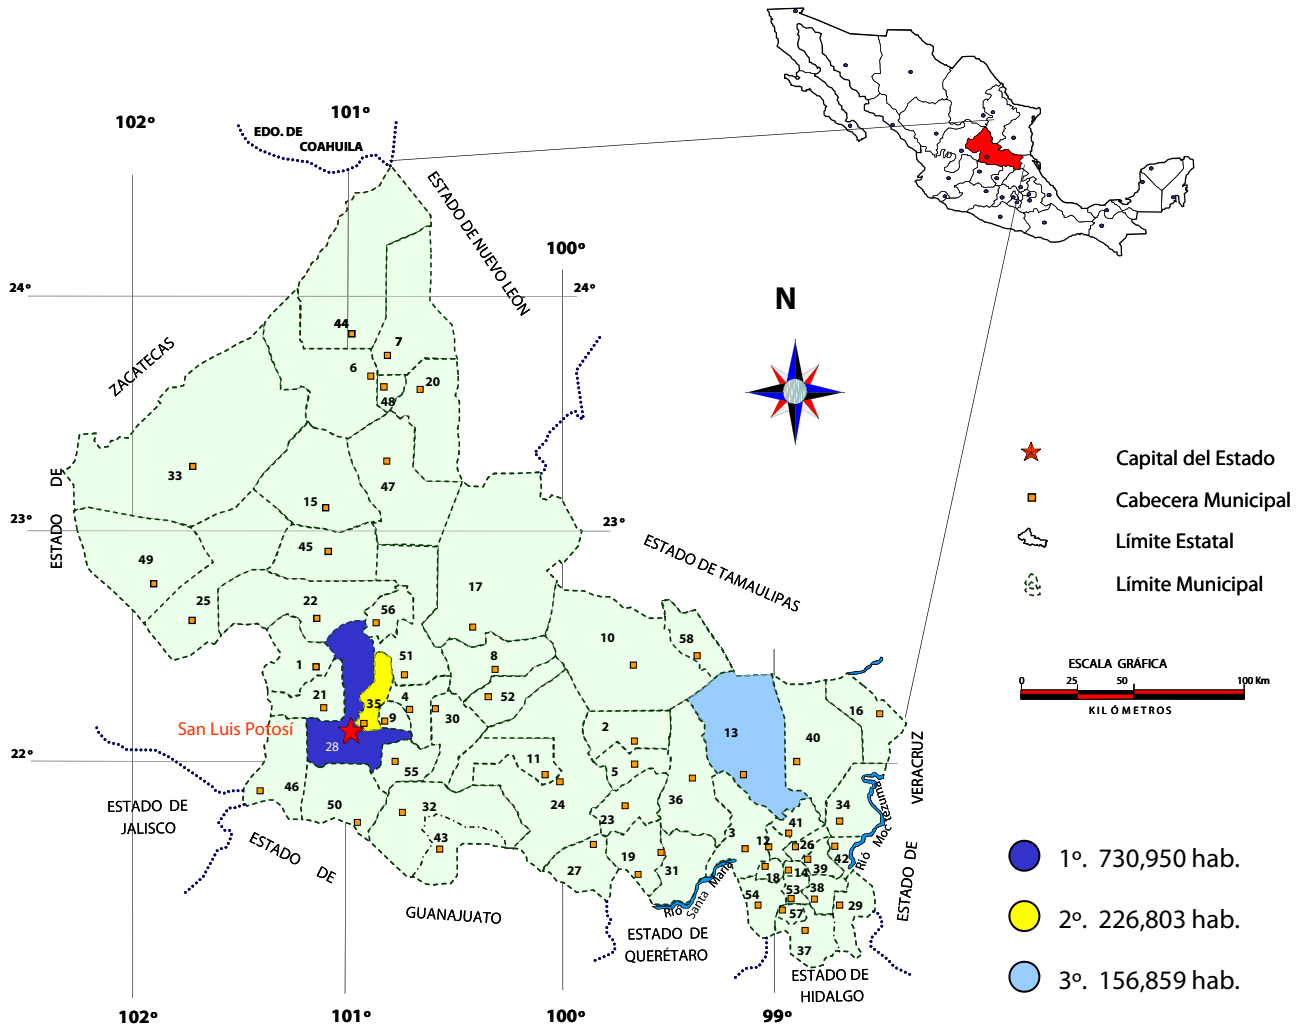 102º
101º
EDO. DE
COAHUILA
ESTADO DE NUEVO LEÓN
100º
24º
24º
N
ZACATECAS
ESTADO DE
44
7
6
20
48
33
47
15
23º
23º
45
49
ESTADO DE TAMAULIPAS
25
22
56
17
10
58
1
51
8
21
4
52
35
9
30
16
San Luis Potosí
28
2
13
40
22º
11
5
55
46
50
32
24
36
34
23
43
3
41
12
26
42
19
31
27
18
14
39
54
53
38
57
29
37
VERACRUZ
ESTADO DE
Rió Moctezuma
Rió Santa María
ESTADO DE
JALISCO
ESTADO DE
GUANAJUATO
ESTADO DE
QUERÉTARO
ESTADO DE
HIDALGO
102º
101º
100º
99º
Capital del Estado
Cabecera Municipal
Límite Estatal
Límite Municipal
ESCALA GRÁFICA
0 25 50 100 Km
KILÓMETROS
1º. 730,950 hab.
2º. 226,803 hab.
3º. 156,859 hab.